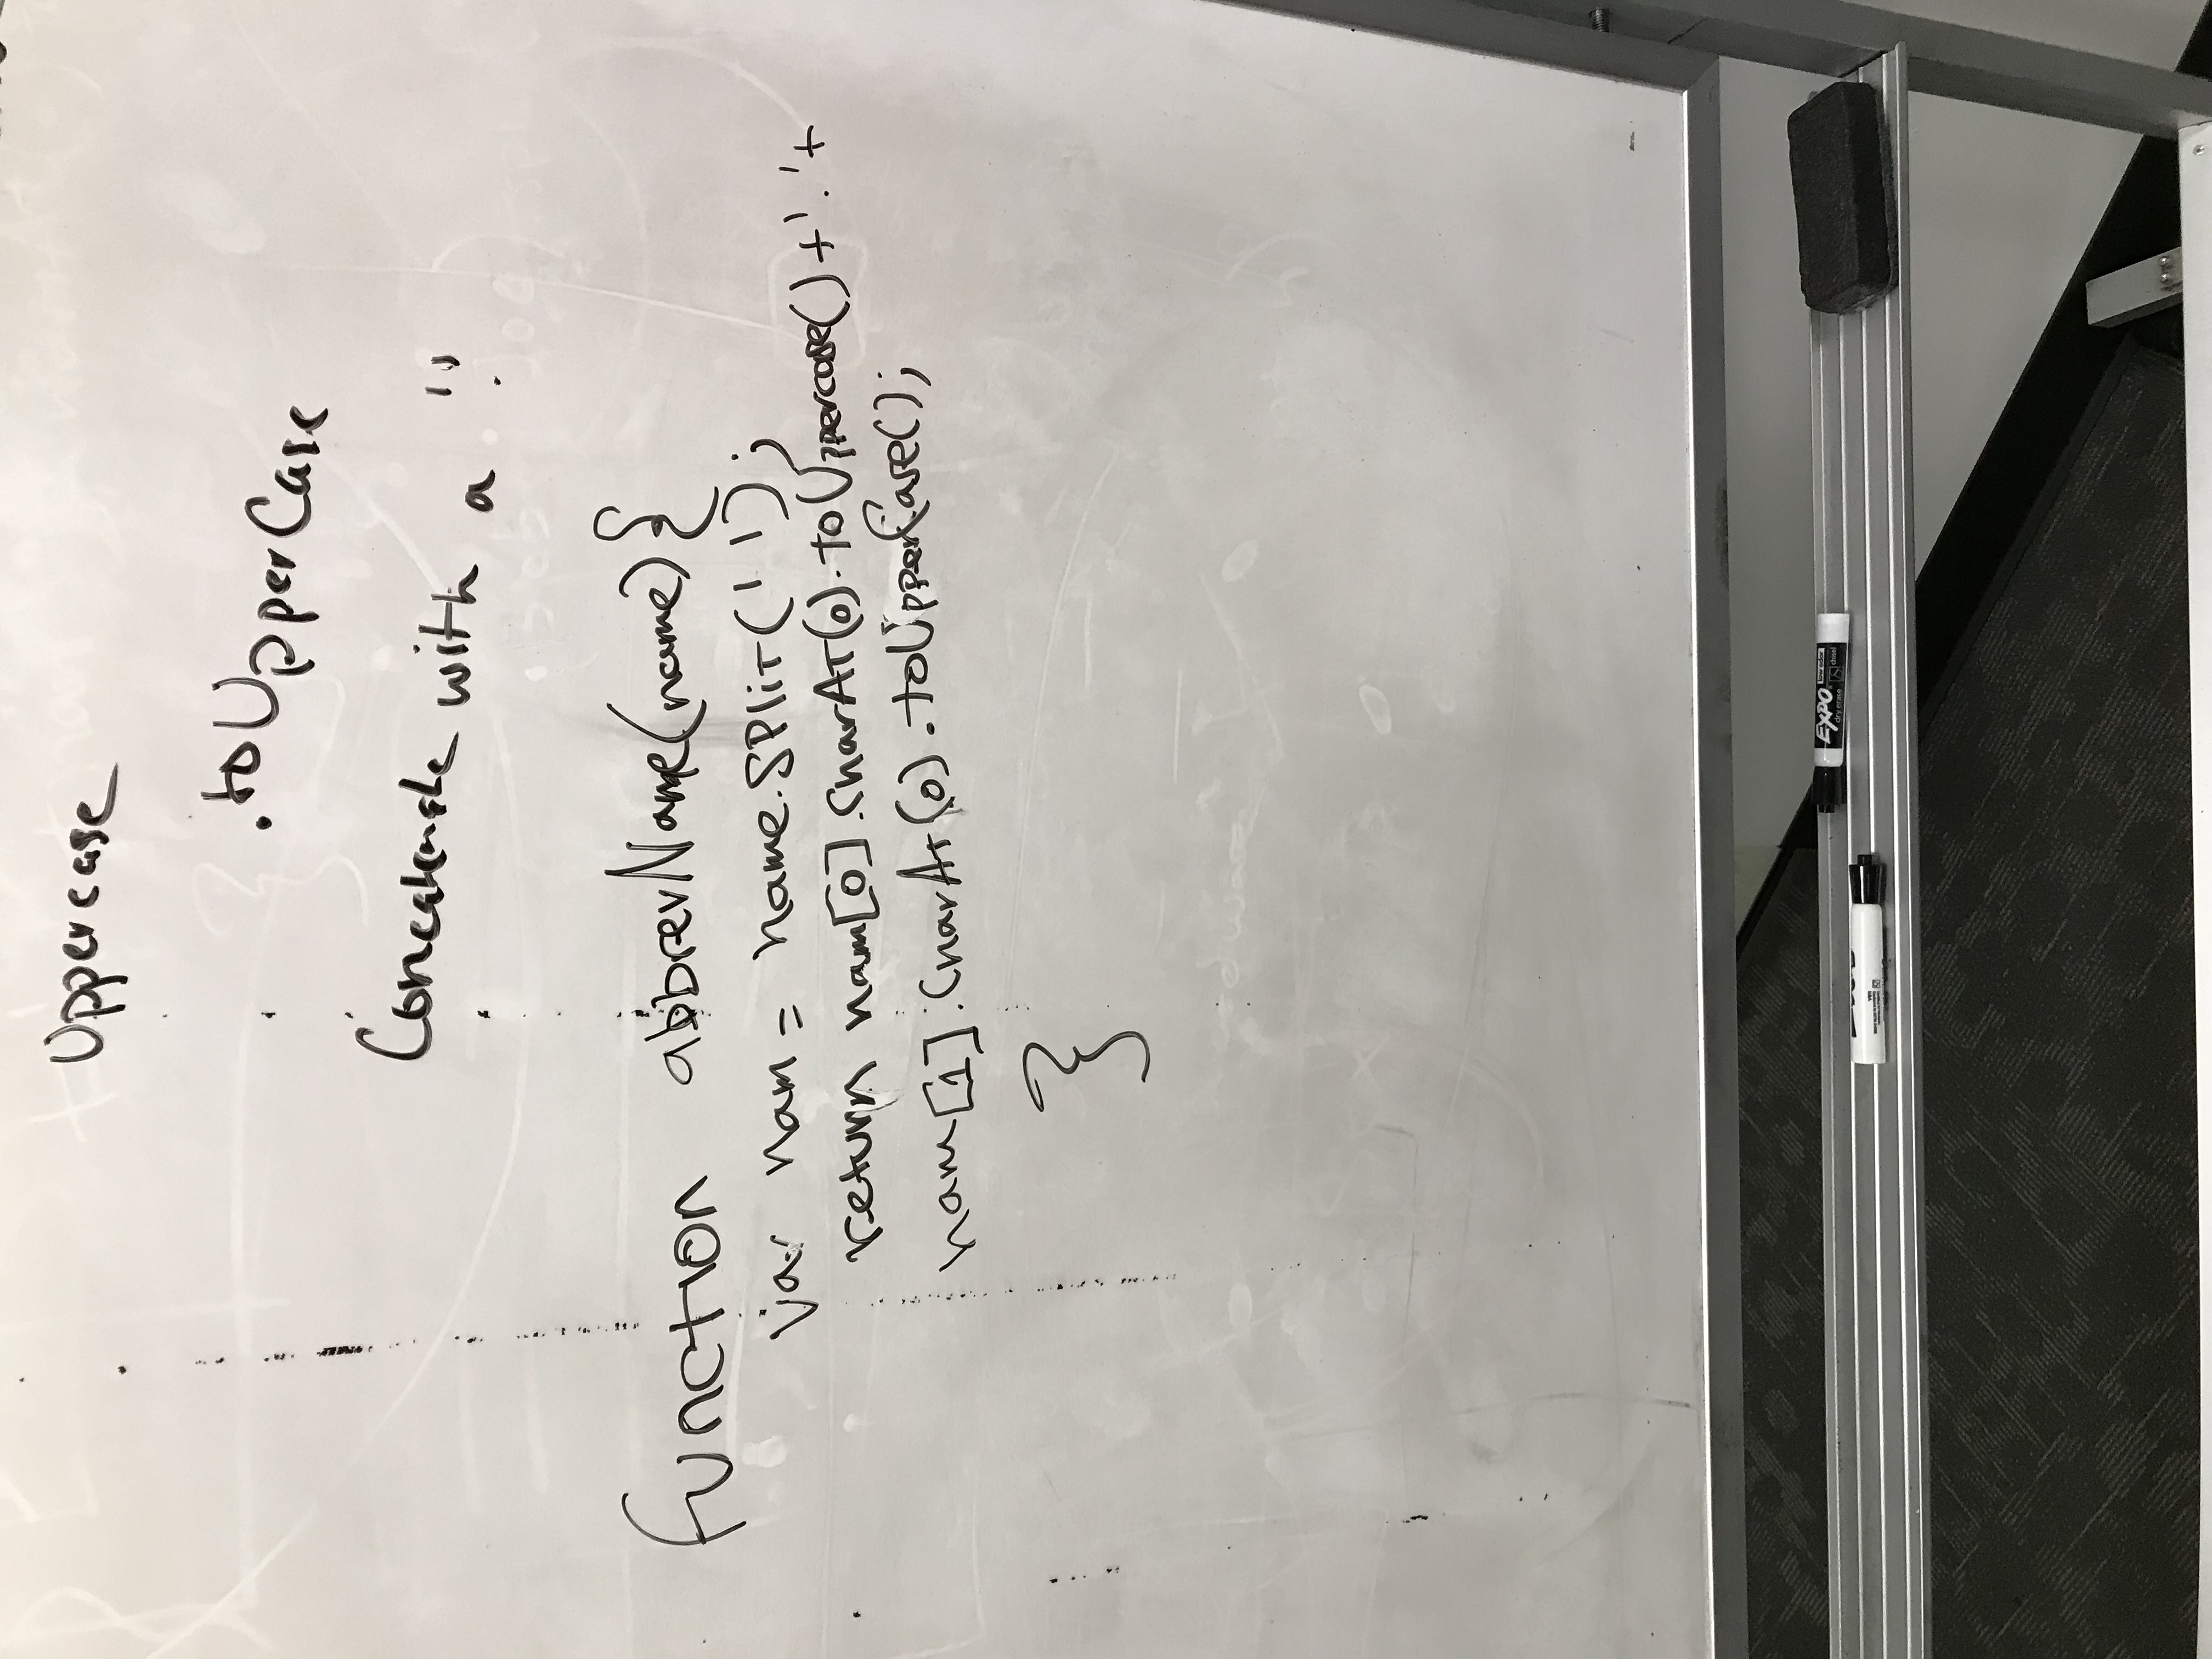 Uppercase
.toUpperCase
Concatenate with a '.'
function abbrevName(name){
var nam = name.split(' ');
return nam[0].charAt(0).toUppercase()+'.'+
nam[1].charAt(0).toUpperCase();
}
EXPO low odor
dry erase chisel